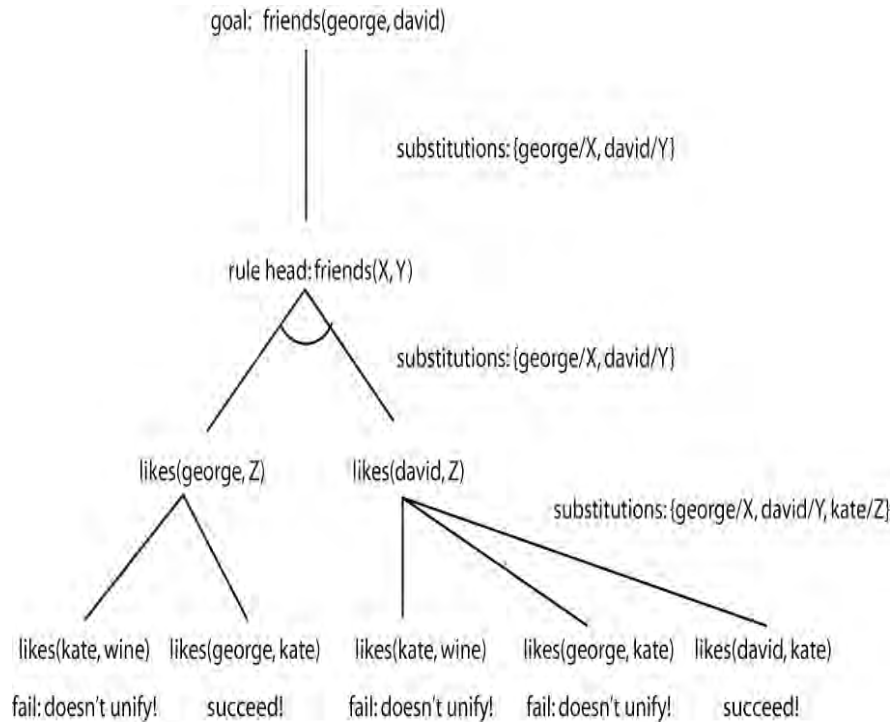 goal: friends(george, david)
substitutions: {george/X, david/Y}
rule head: friends(X, Y)
substitutions: {george/X, david/Y}
likes(george, Z) likes(david, Z)
substitutions: {george/X, david/Y, kate/Z}
likes(kate, wine) likes(george, kate) likes(kate, wine) likes(george, kate) likes(david, kate)
fail: doesn't unify! succeed! fail: doesn't unify! fail: doesn't unify! succeed!